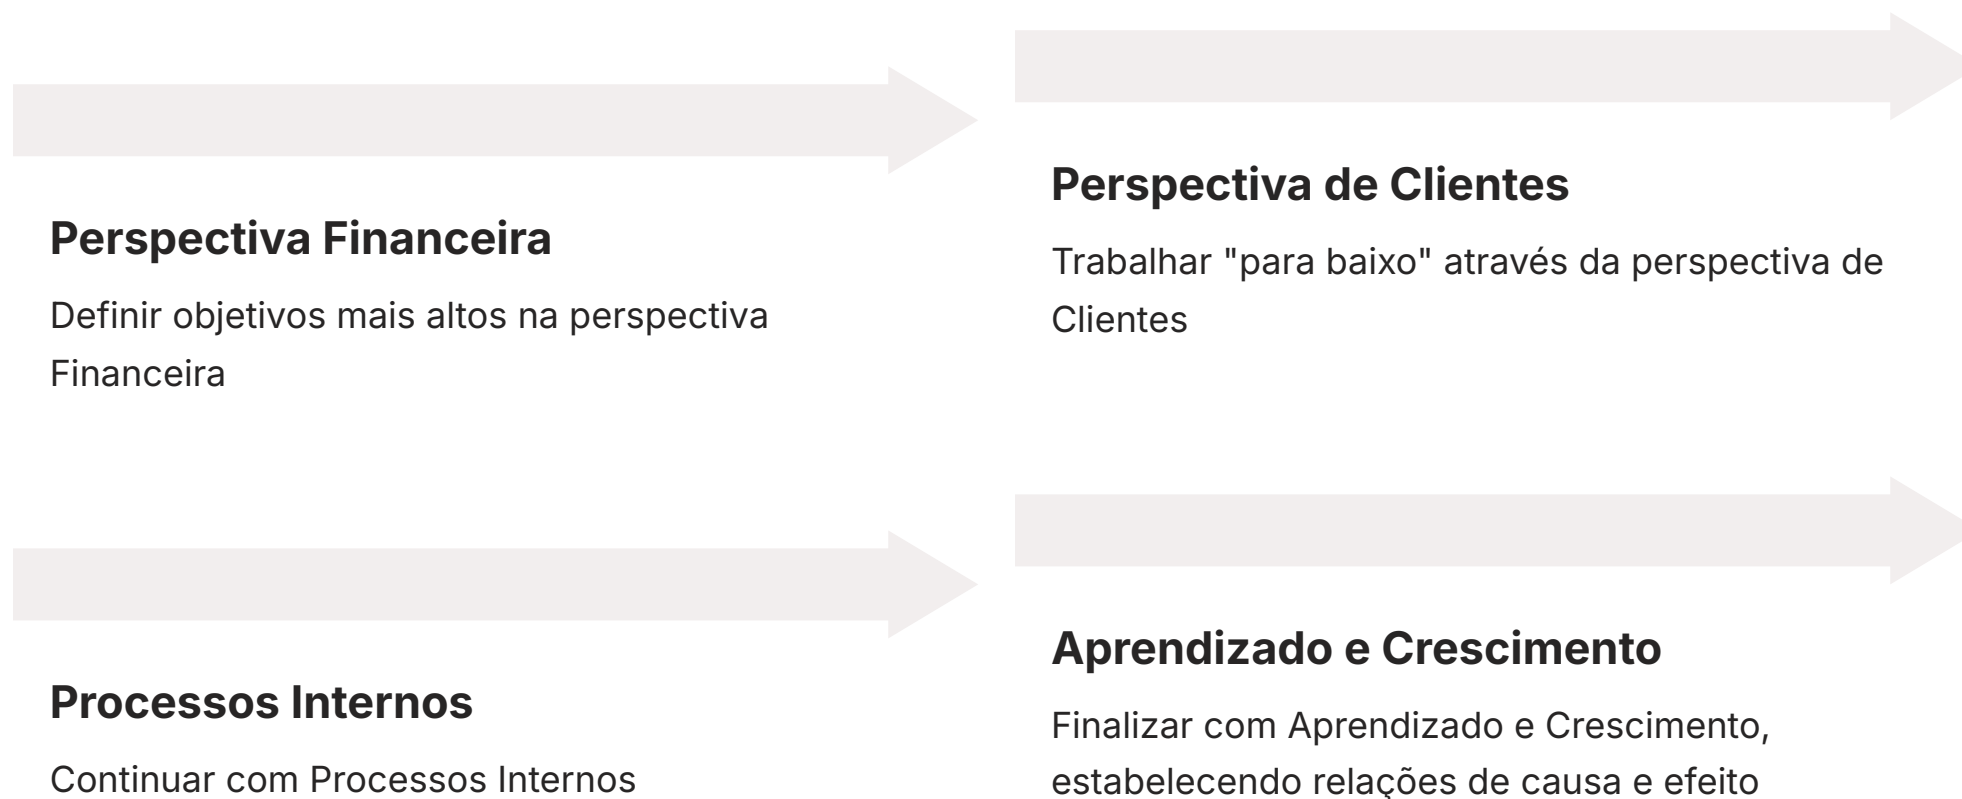 Perspectiva Financeira
Definir objetivos mais altos na perspectiva
Financeira
Perspectiva de Clientes
Trabalhar "para baixo" através da perspectiva de
Clientes
Processos Internos
Continuar com Processos Internos
Aprendizado e Crescimento
Finalizar com Aprendizado e Crescimento,
estabelecendo relações de causa e efeito